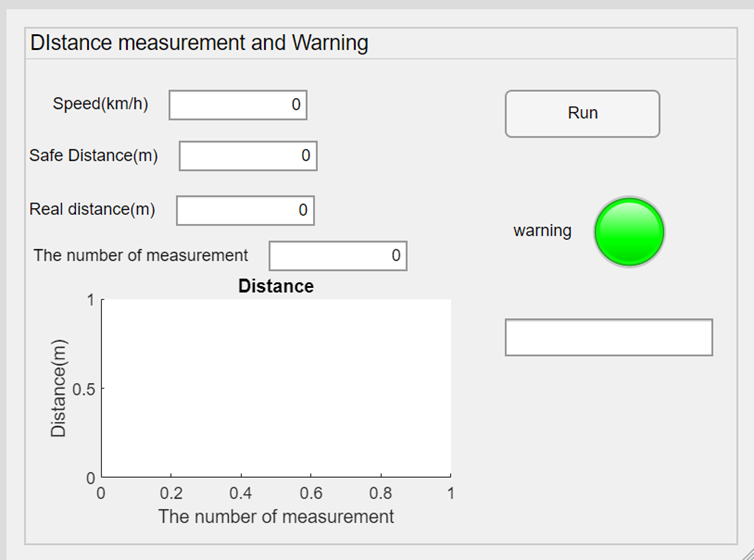 DIstance measurement and Warning
Speed(km/h) 0
Run
Safe Distance(m) 0
Real distance(m) 0
warning
The number of measurement 0
Distance
Distance(m)
1
0.5
0
0 0.2 0.4 0.6 0.8 1
The number of measurement